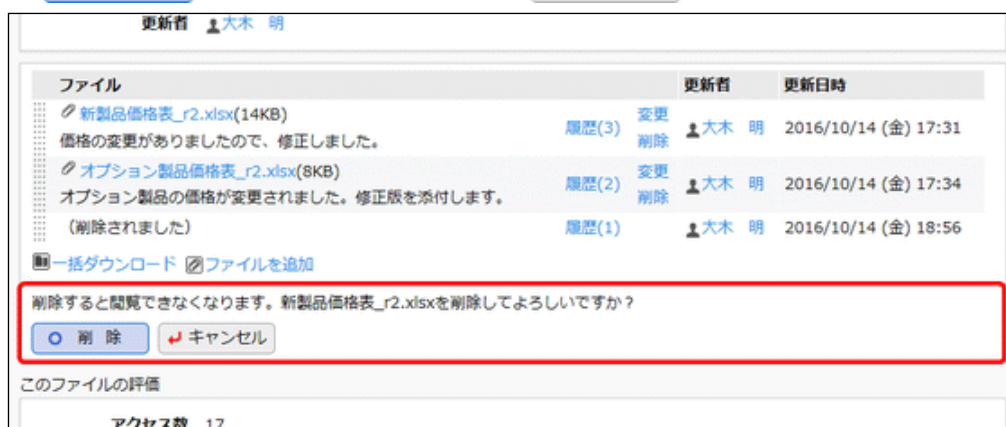 更新者 大木 明
ファイル 更新者 更新日時
新製品価格表_r2.xlsx(14KB)
価格の変更がありましたので、修正しました。
履歴(3) 変更 削除 大木 明 2016/10/14 (金) 17:31
オプション製品価格表_r2.xlsx(8KB)
オプション製品の価格が変更されました。修正版を添付します。
履歴(2) 変更 削除 大木 明 2016/10/14 (金) 17:34
(削除されました) 履歴(1) 大木 明 2016/10/14 (金) 18:56
一括ダウンロード ファイルを追加
削除すると閲覧できなくなります。新製品価格表_r2.xlsxを削除してよろしいですか?
削 除 キャンセル
このファイルの評価
アクセス数 17